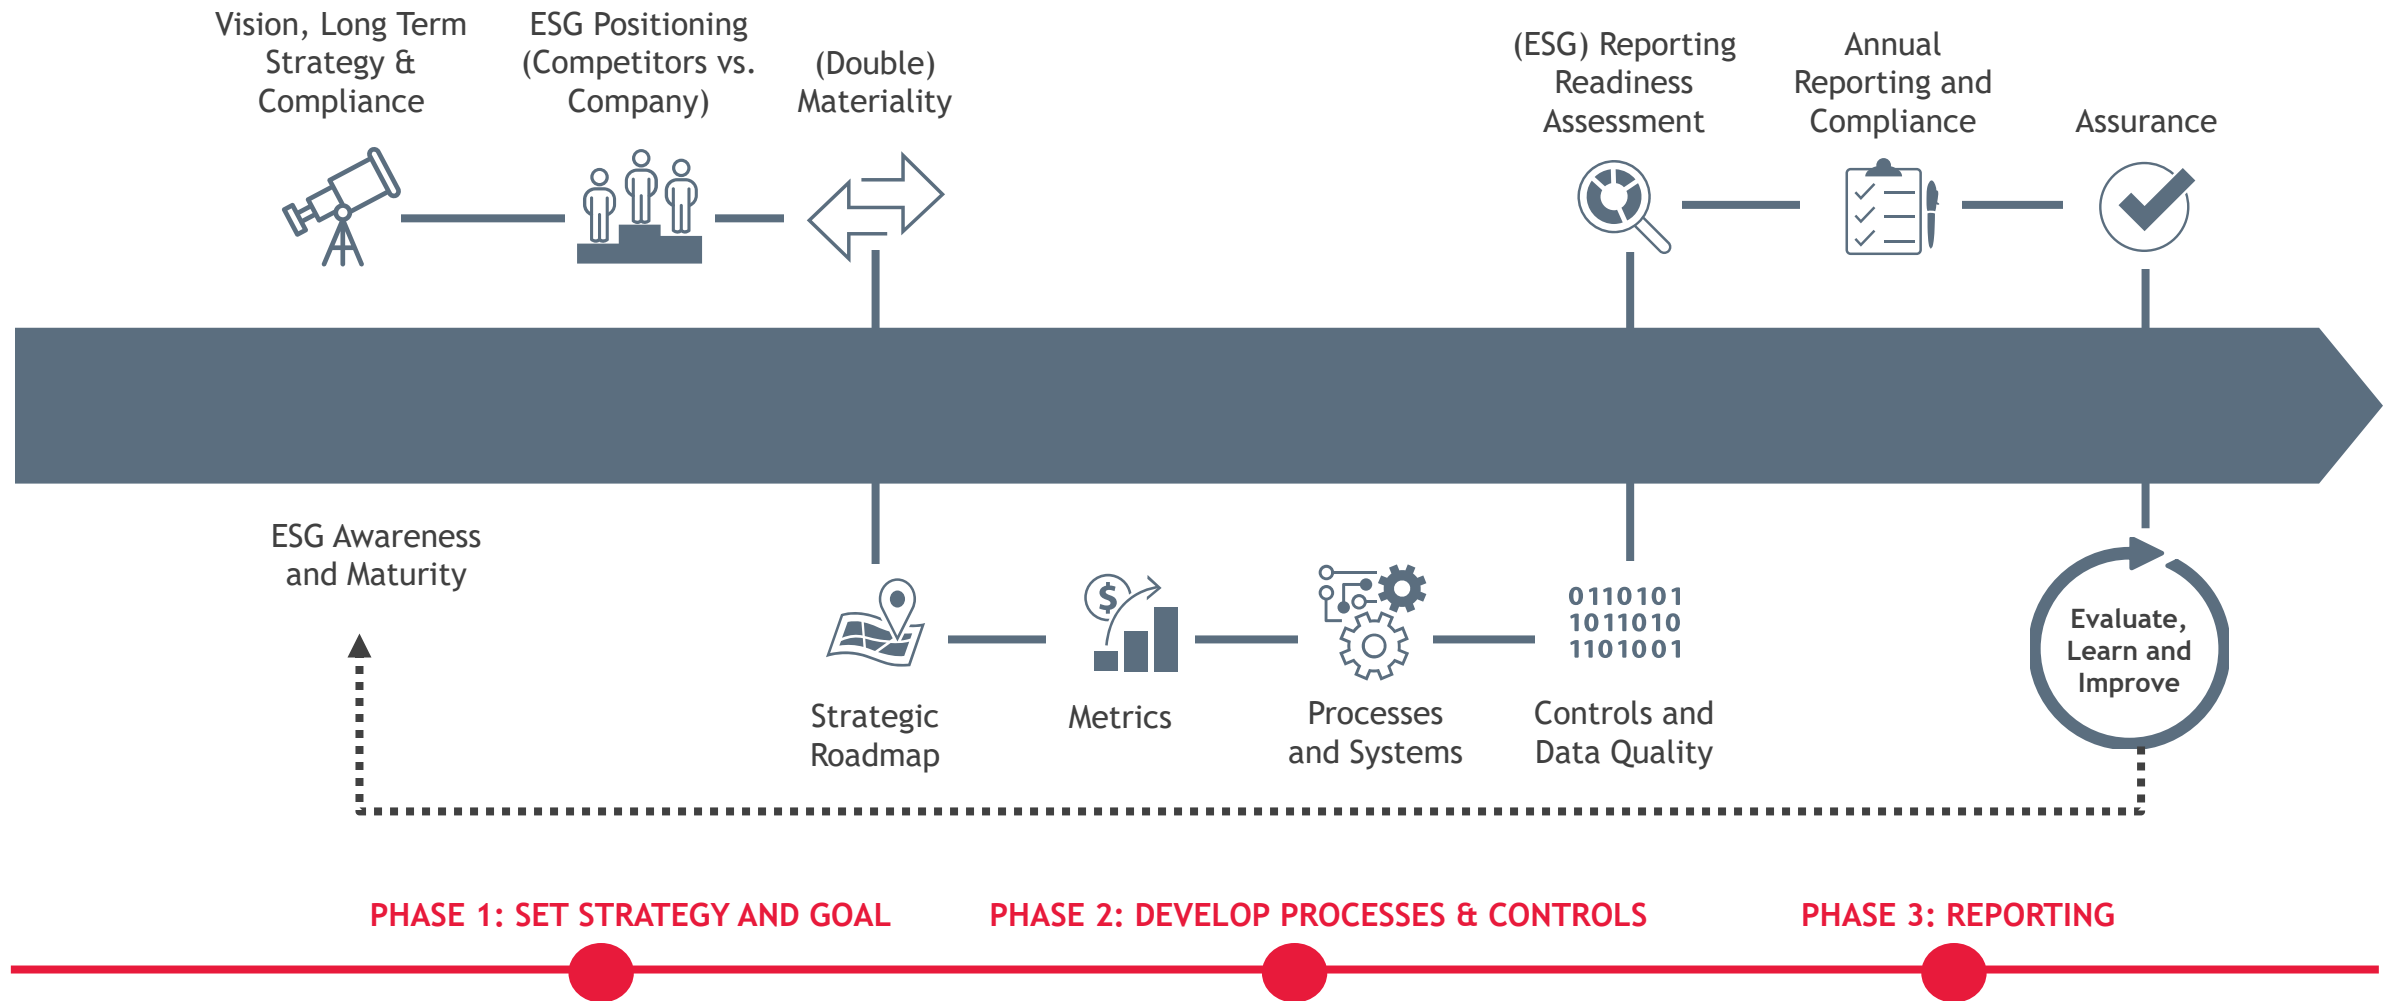 Vision, Long Term
Strategy &
Compliance
ESG Positioning
(Competitors vs.
Company)
(Double)
Materiality
(ESG) Reporting
Readiness
Assessment
Annual
Reporting and
Compliance
Assurance
ESG Awareness
and Maturity
$
Strategic
Roadmap
Metrics
Processes
and Systems
0110101
1011010
1101001
Controls and
Data Quality
Evaluate,
Learn and
Improve
PHASE 1: SET STRATEGY AND GOAL
PHASE 2: DEVELOP PROCESSES & CONTROLS
PHASE 3: REPORTING